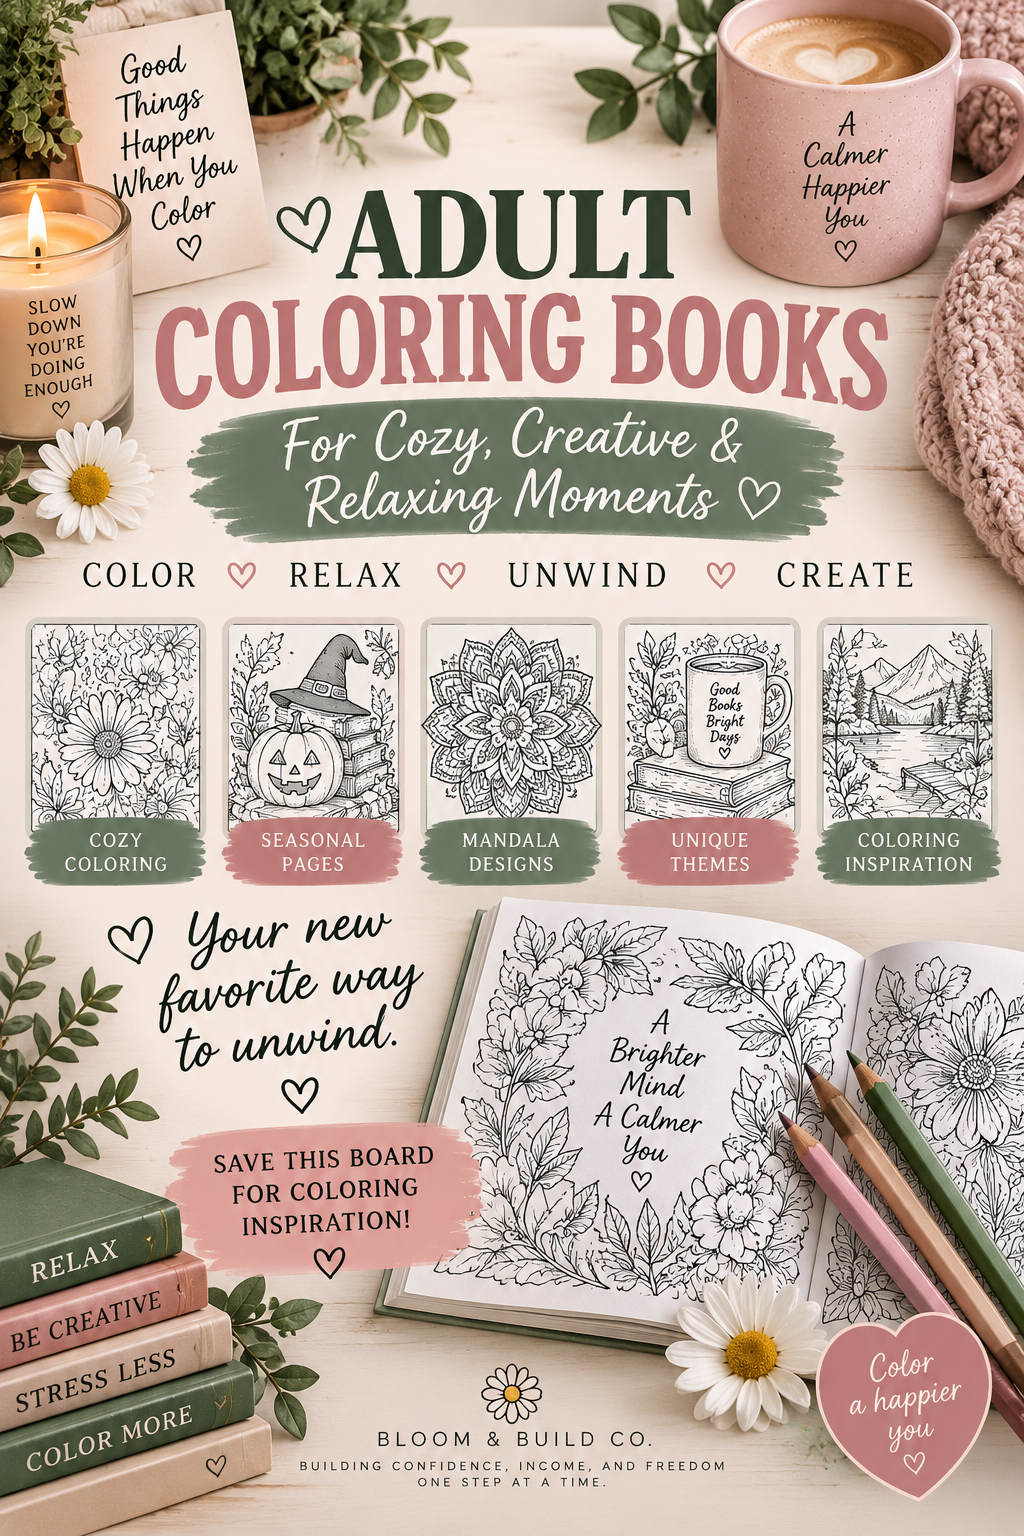 Good
Things
Happen
When You
Color
A
Calmer
Happier
You
SLOW
DOWN
YOU'RE
DOING
ENOUGH
ADULT
COLORING BOOKS
For Cozy, Creative &
Relaxing Moments
COLOR RELAX UNWIND CREATE
Good
Books
Bright
Days
COZY
COLORING
SEASONAL
PAGES
MANDALA
DESIGNS
UNIQUE
THEMES
COLORING
INSPIRATION
Your new
favorite way
to unwind.
A
Brighter
Mind
A Calmer
You
SAVE THIS BOARD
FOR COLORING
INSPIRATION!
RELAX
BE CREATIVE
STRESS LESS
COLOR MORE
Color
a happier
you
BLOOM & BUILD CO.
BUILDING CONFIDENCE, INCOME, AND FREEDOM
ONE STEP AT A TIME.